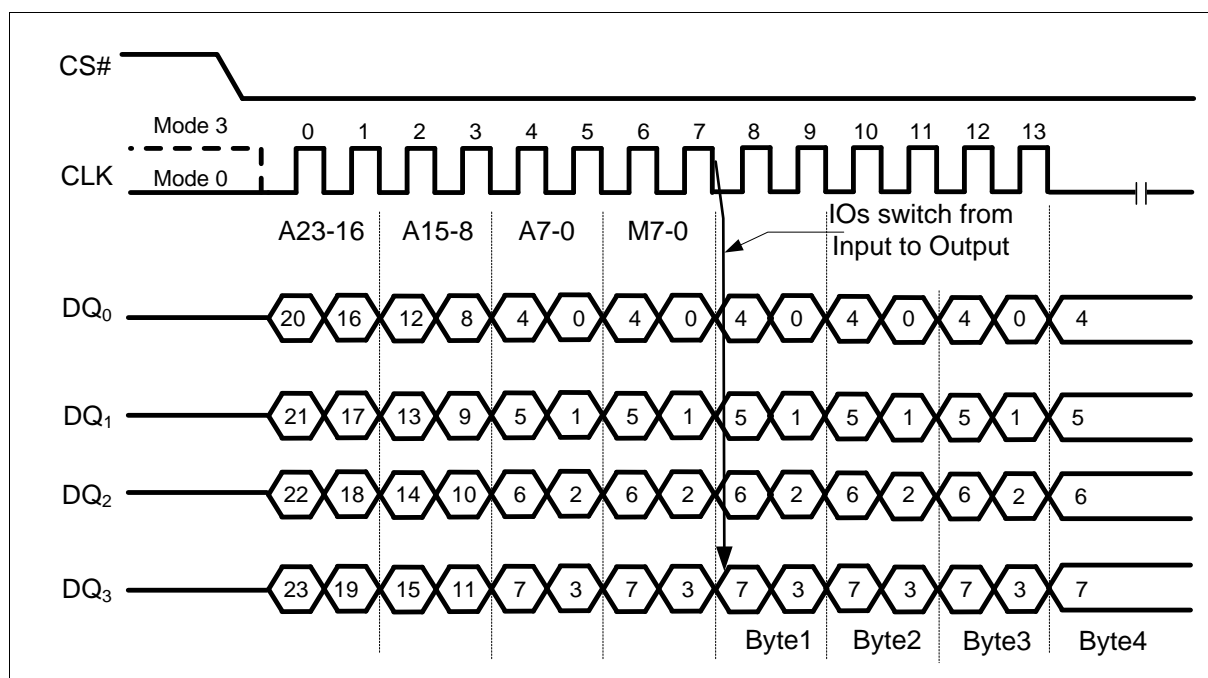 CS#
Mode 3
0 1 2 3 4 5 6 7 8 9 10 11 12 13
CLK
Mode 0
IOs switch from
Input to Output
A23-16 A15-8 A7-0 M7-0
DQ0 20 16 12 8 4 0 4 0 4 0 4 0 4 0 4
DQ1 21 17 13 9 5 1 5 1 5 1 5 1 5 1 5
DQ2 22 18 14 10 6 2 6 2 6 2 6 2 6 2 6
DQ3 23 19 15 11 7 3 7 3 7 3 7 3 7 3 7
Byte1 Byte2 Byte3 Byte4